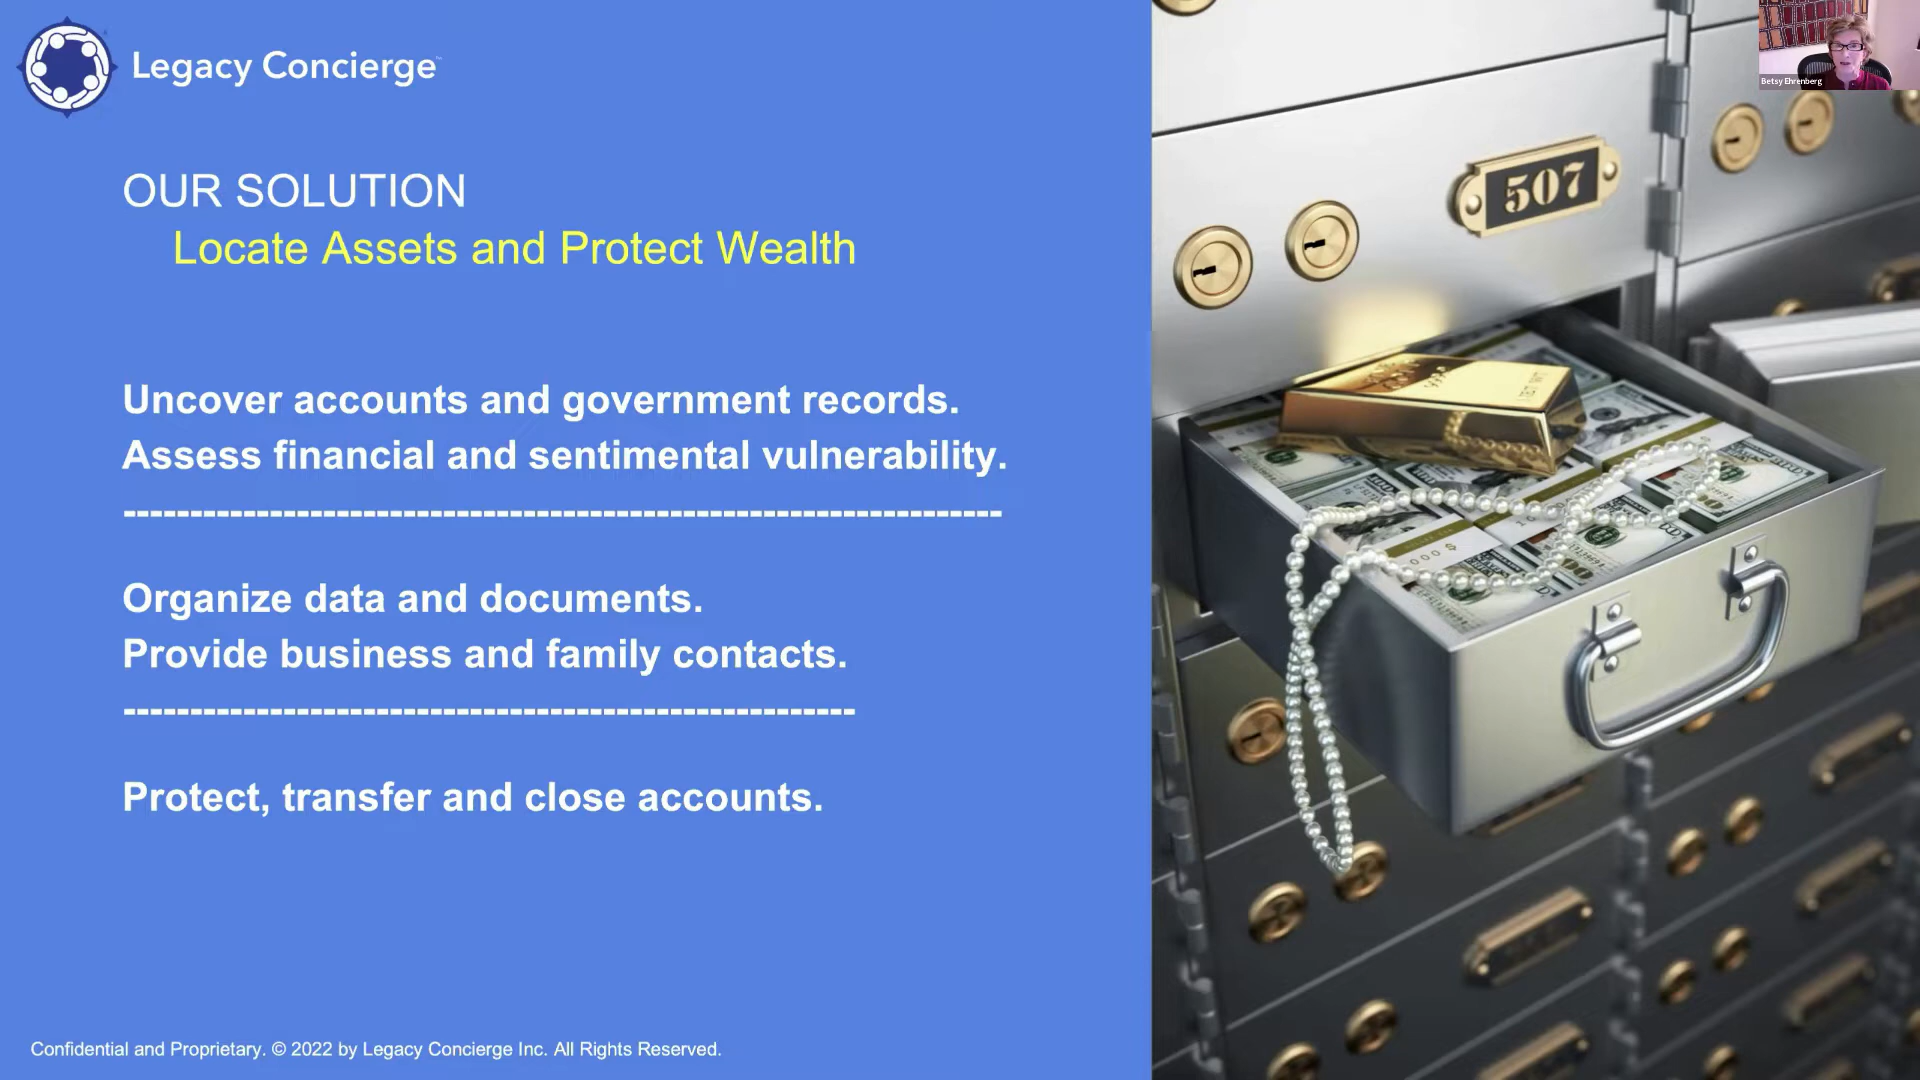 Legacy Concierge
Betsy Ehrenberg
OUR SOLUTION
Locate Assets and Protect Wealth
507
Uncover accounts and government records.
Assess financial and sentimental vulnerability.
------------------------------------------------------------------
Organize data and documents.
Provide business and family contacts.
-------------------------------------------------------
Protect, transfer and close accounts.
Confidential and Proprietary. © 2022 by Legacy Concierge Inc. All Rights Reserved.